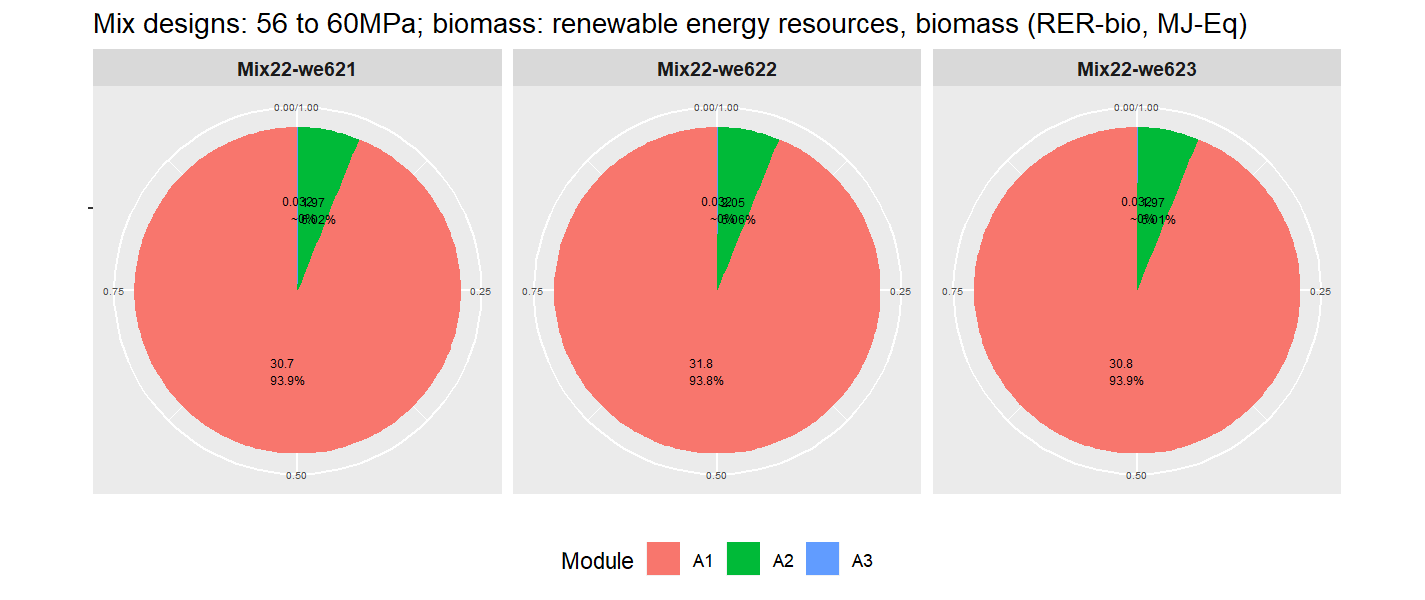 Mix designs: 56 to 60MPa; biomass: renewable energy resources, biomass (RER-bio, MJ-Eq)
Mix22-we621
0.00/1.00
0.75
0.25
0.50
30.7
93.9%
Mix22-we622
0.00/1.00
0.75
0.25
0.50
31.8
93.8%
Mix22-we623
0.00/1.00
0.75
0.25
0.50
30.8
93.9%
Module
A1
A2
A3